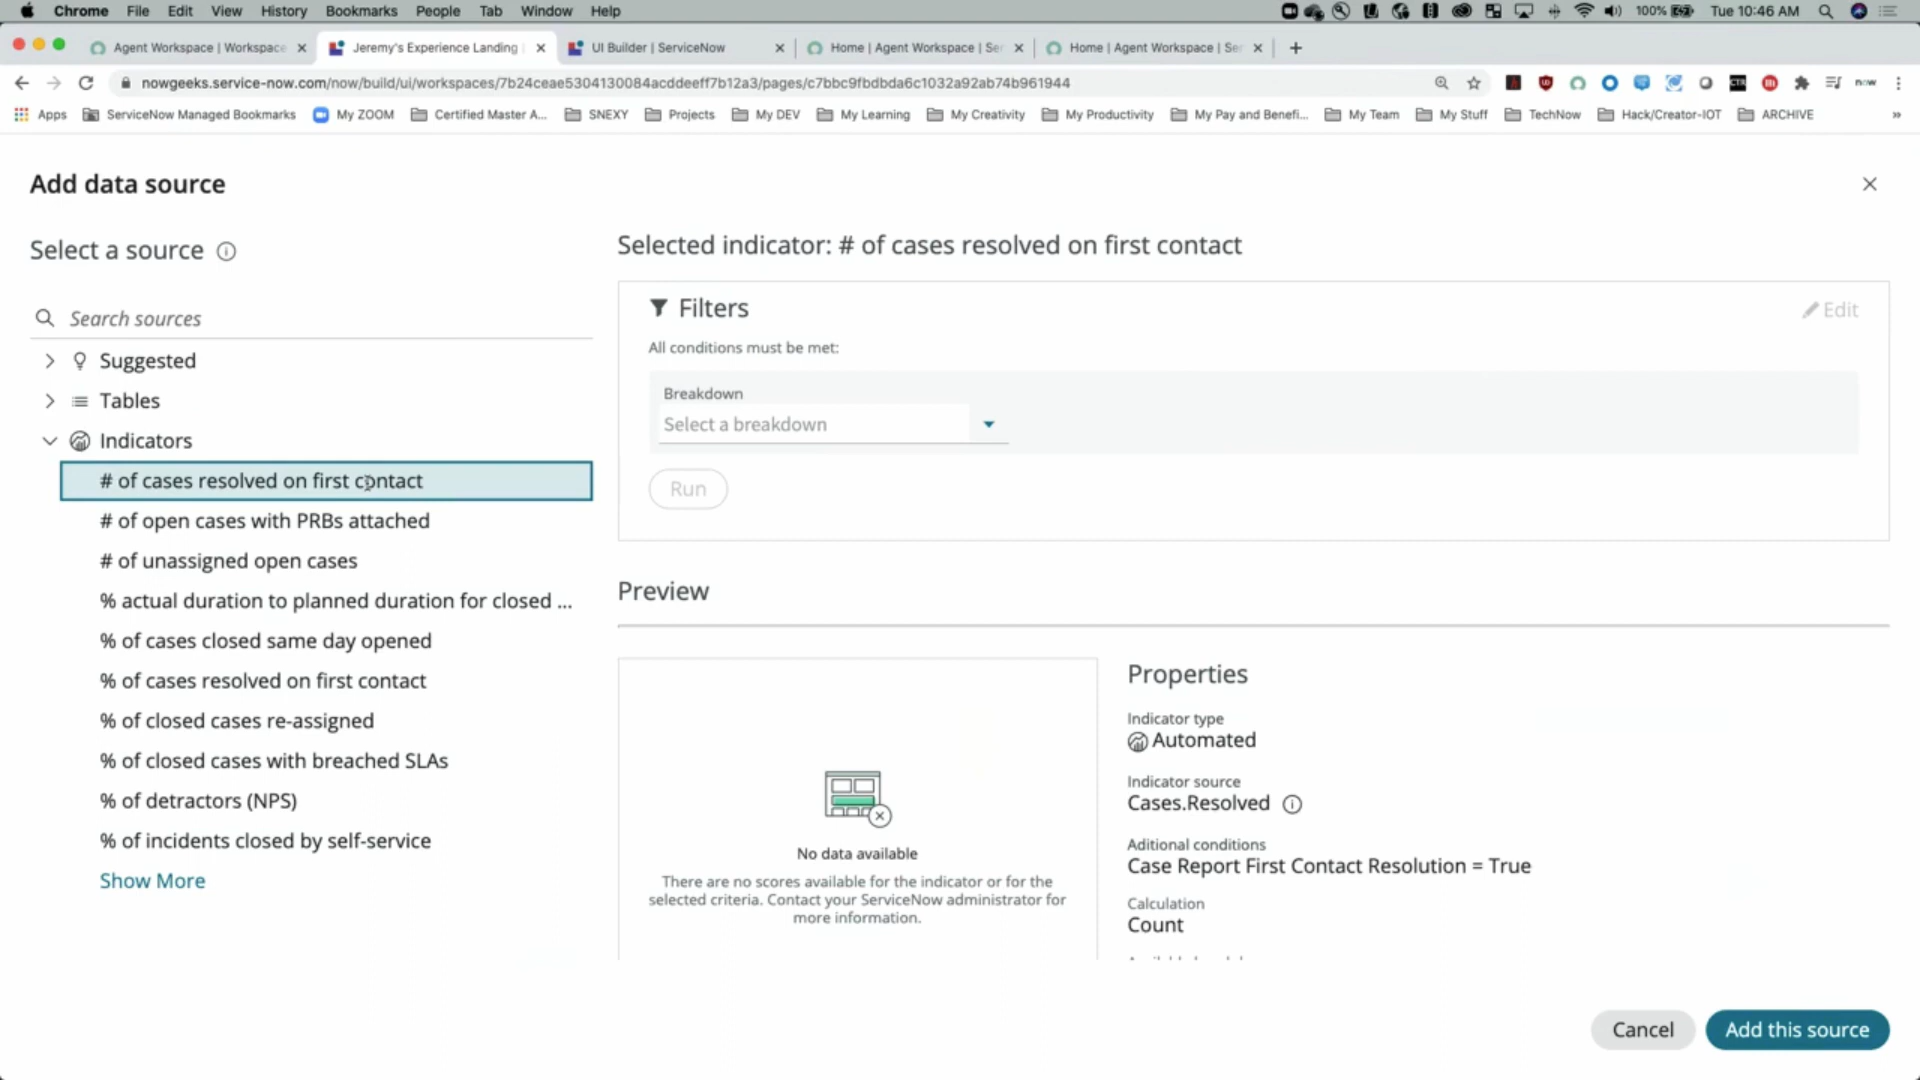 Chrome File Edit View History Bookmarks People Tab Window Help 100% Tue 10:46 AM
Agent Workspace | Workspace Jeremy's Experience Landing UI Builder | ServiceNow Home | Agent Workspace | Ser Home | Agent Workspace | Ser
nowgeeks.service-now.com/now/build/ui/workspaces/7b24ceae5304130084acddeeff7b12a3/pages/c7bbc9fbdbda6c1032a92ab74b961944
Apps ServiceNow Managed Bookmarks My ZOOM Certified Master A... SNEXY Projects My DEV My Learning My Creativity My Productivity My Pay and Benefi... My Team My Stuff TechNow Hack/Creator-IOT ARCHIVE »
Add data source
Select a source
Search sources
Suggested
Tables
Indicators
# of cases resolved on first contact
# of open cases with PRBs attached
# of unassigned open cases
% actual duration to planned duration for closed ...
% of cases closed same day opened
% of cases resolved on first contact
% of closed cases re-assigned
% of closed cases with breached SLAs
% of detractors (NPS)
% of incidents closed by self-service
Show More
Selected indicator: # of cases resolved on first contact
Filters
Edit
All conditions must be met:
Breakdown
Select a breakdown
Run
Preview
No data available
There are no scores available for the indicator or for the
selected criteria. Contact your ServiceNow administrator for
more information.
Properties
Indicator type
Automated
Indicator source
Cases.Resolved
Aditional conditions
Case Report First Contact Resolution = True
Calculation
Count
Cancel
Add this source